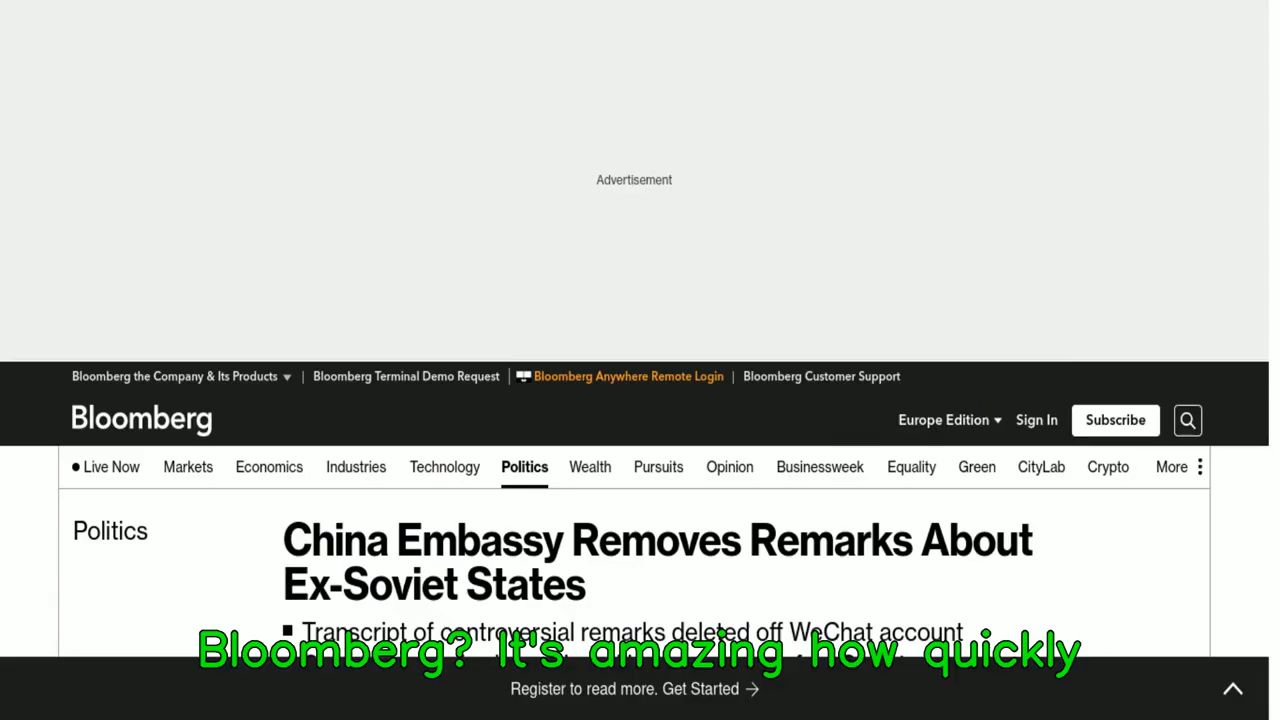 Advertisement
Bloomberg the Company & Its Products | Bloomberg Terminal Demo Request | Bloomberg Anywhere Remote Login | Bloomberg Customer Support
Bloomberg
Europe Edition Sign In Subscribe
Live Now Markets Economics Industries Technology Politics Wealth Pursuits Opinion Businessweek Equality Green CityLab Crypto More
Politics
China Embassy Removes Remarks About
Ex-Soviet States
Transcript of controversial remarks deleted off WeChat account
Bloomberg? It's amazing how quickly
Register to read more. Get Started →